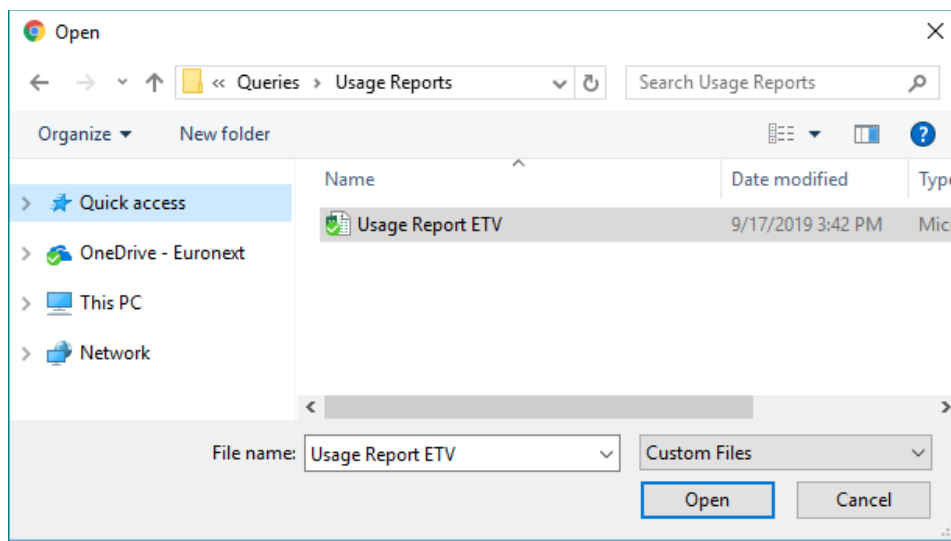 Open
« Queries > Usage Reports
Search Usage Reports
Organize
New folder
Name
Date modified
Typ
Quick access
Usage Report ETV
9/17/2019 3:42 PM
Mic
OneDrive - Euronext
This PC
Network
File name:
Usage Report ETV
Custom Files
Open
Cancel